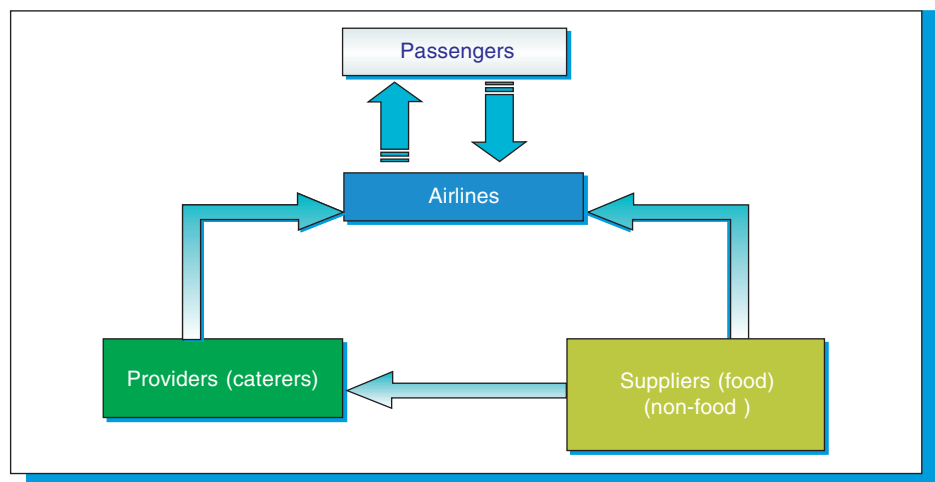 Passengers
Airlines
Providers (caterers)
Suppliers (food)
(non-food )